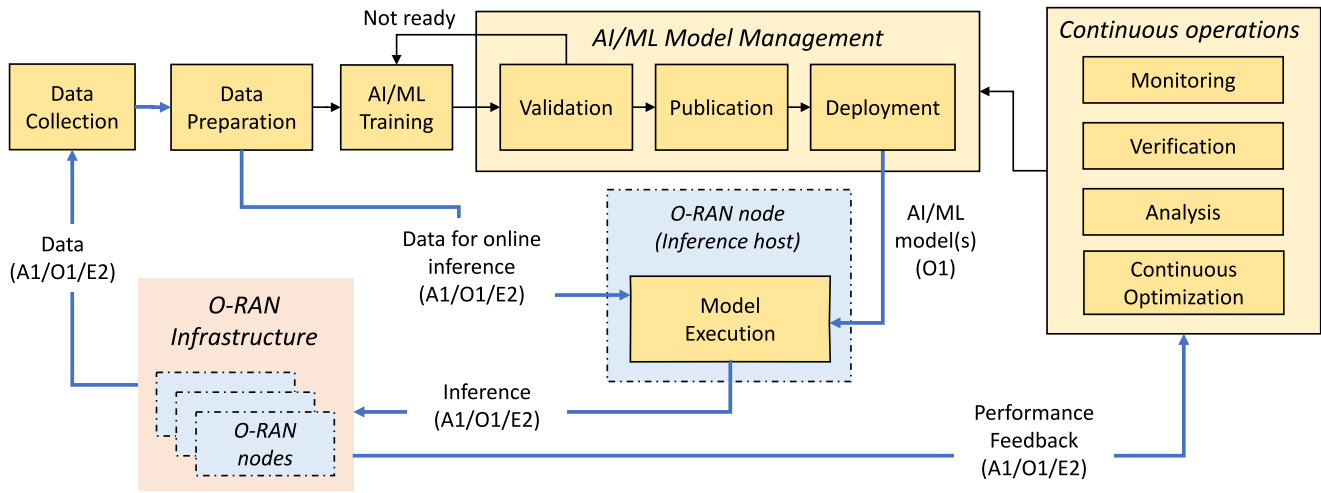 Not ready
AI/ML Model Management
Continuous operations
Data
Collection
Data
Preparation
AI/ML
Training
Validation
Publication
Deployment
Monitoring
Verification
Analysis
Continuous
Optimization
O-RAN node
(Inference host)
Model
Execution
AI/ML
model(s)
(O1)
Data for online
inference
(A1/O1/E2)
Data
(A1/O1/E2)
O-RAN
Infrastructure
O-RAN
nodes
Inference
(A1/O1/E2)
Performance
Feedback
(A1/O1/E2)